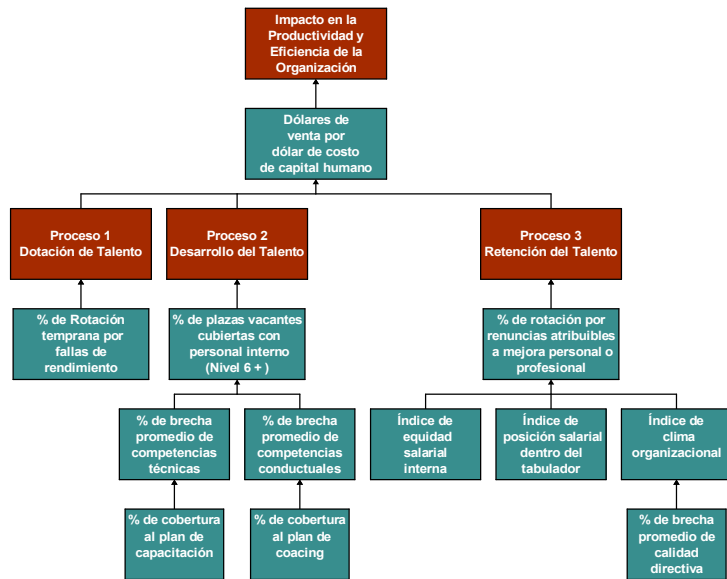 Impacto en la
Productividad y
Eficiencia de la
Organización
Dólares de
venta por
dólar de costo
de capital humano
Proceso 1
Dotación de Talento
Proceso 2
Desarrollo del Talento
Proceso 3
Retención del Talento
% de Rotación
temprana por
fallas de
rendimiento
% de plazas vacantes
cubiertas con
personal interno
(Nivel 6 + )
% de rotación por
renuncias atribuibles
a mejora personal o
profesional
% de brecha
promedio de
competencias
técnicas
% de brecha
promedio de
competencias
conductuales
Índice de
equidad
salarial
interna
Índice de
posición salarial
dentro del
tabulador
Índice de
clima
organizacional
% de cobertura
al plan de
capacitación
% de cobertura
al plan de
coacing
% de brecha
promedio de
calidad
directiva